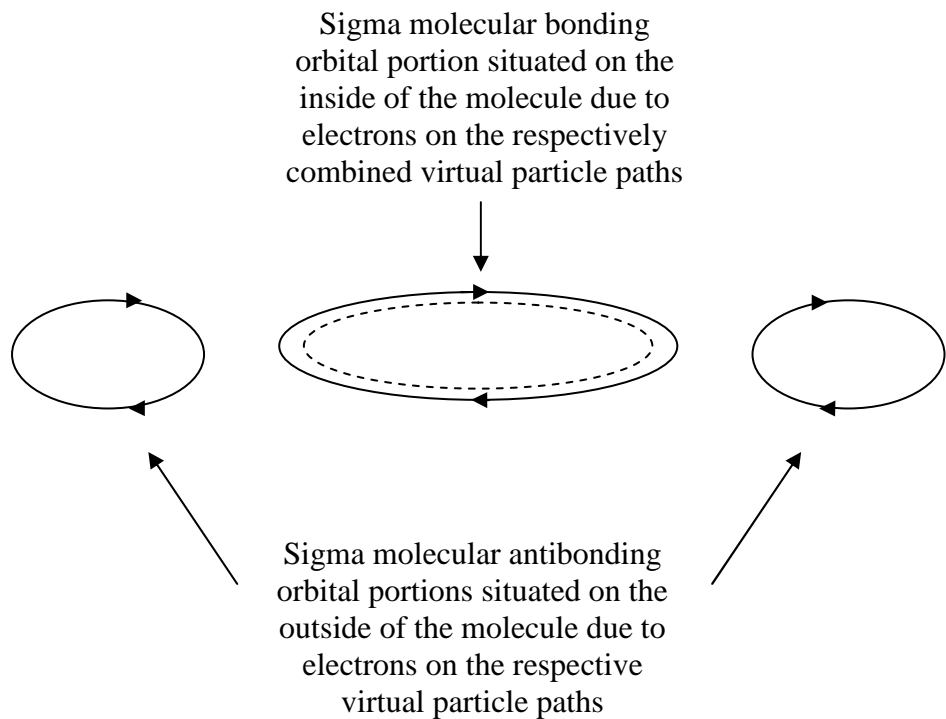 Sigma molecular bonding
orbital portion situated on the
inside of the molecule due to
electrons on the respectively
combined virtual particle paths
Sigma molecular antibonding
orbital portions situated on the
outside of the molecule due to
electrons on the respective
virtual particle paths